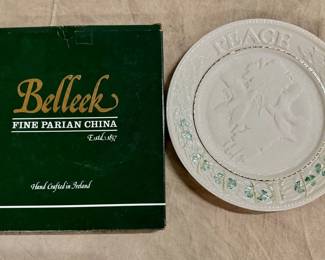 Belleek
FINE PARIAN CHINA
Estd. 1857
Hand Crafted in Ireland
PEACE